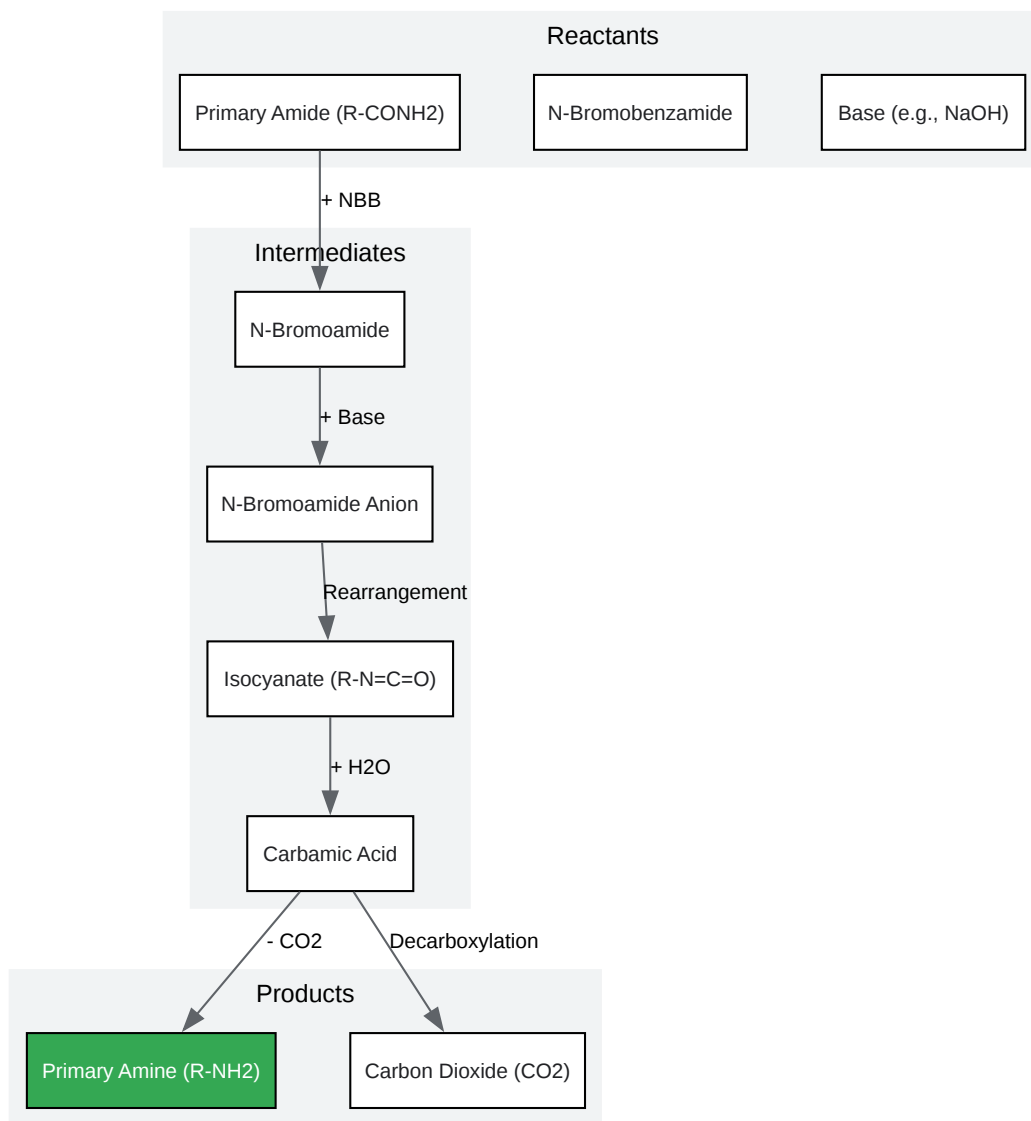 Reactants
Primary Amide (R-CONH2)
N-Bromobenzamide
Base (e.g., NaOH)
+ NBB
Intermediates
N-Bromoamide
+ Base
N-Bromoamide Anion
Rearrangement
Isocyanate (R-N=C=O)
+ H2O
Carbamic Acid
- CO2
Decarboxylation
Products
Primary Amine (R-NH2)
Carbon Dioxide (CO2)